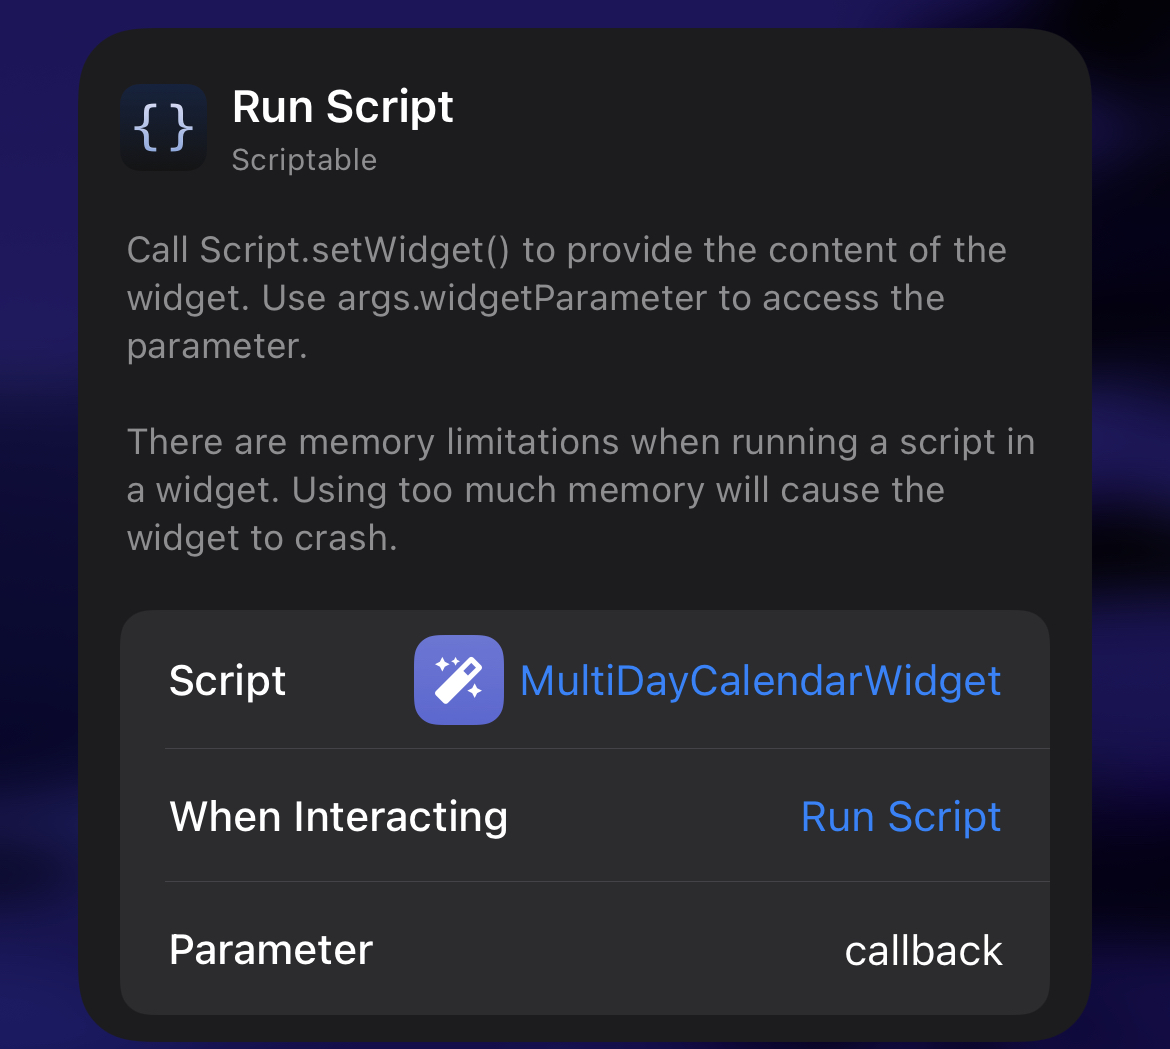 { }
Run Script
Scriptable
Call Script.setWidget() to provide the content of the
widget. Use args.widgetParameter to access the
parameter.
There are memory limitations when running a script in
a widget. Using too much memory will cause the
widget to crash.
Script MultiDayCalendarWidget
When Interacting Run Script
Parameter callback